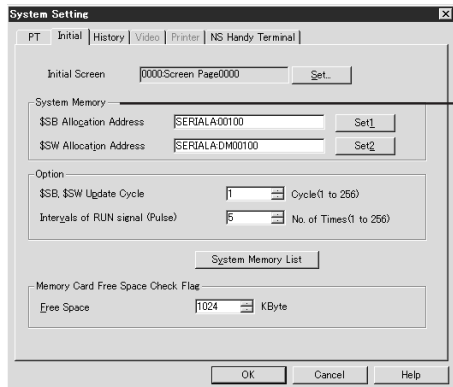 System Setting
PT Initial History Video Printer NS Handy Terminal
Initial Screen 0000:Screen Page0000 Set...
System Memory
$SB Allocation Address SERIALA:00100 Set1
$SW Allocation Address SERIALA:DM00100 Set2
Option
$SB, $SW Update Cycle 1 Cycle(1 to 256)
Intervals of RUN signal (Pulse) 5 No. of Times(1 to 256)
System Memory List
Memory Card Free Space Check Flag
Free Space 1024 KByte
OK Cancel Help